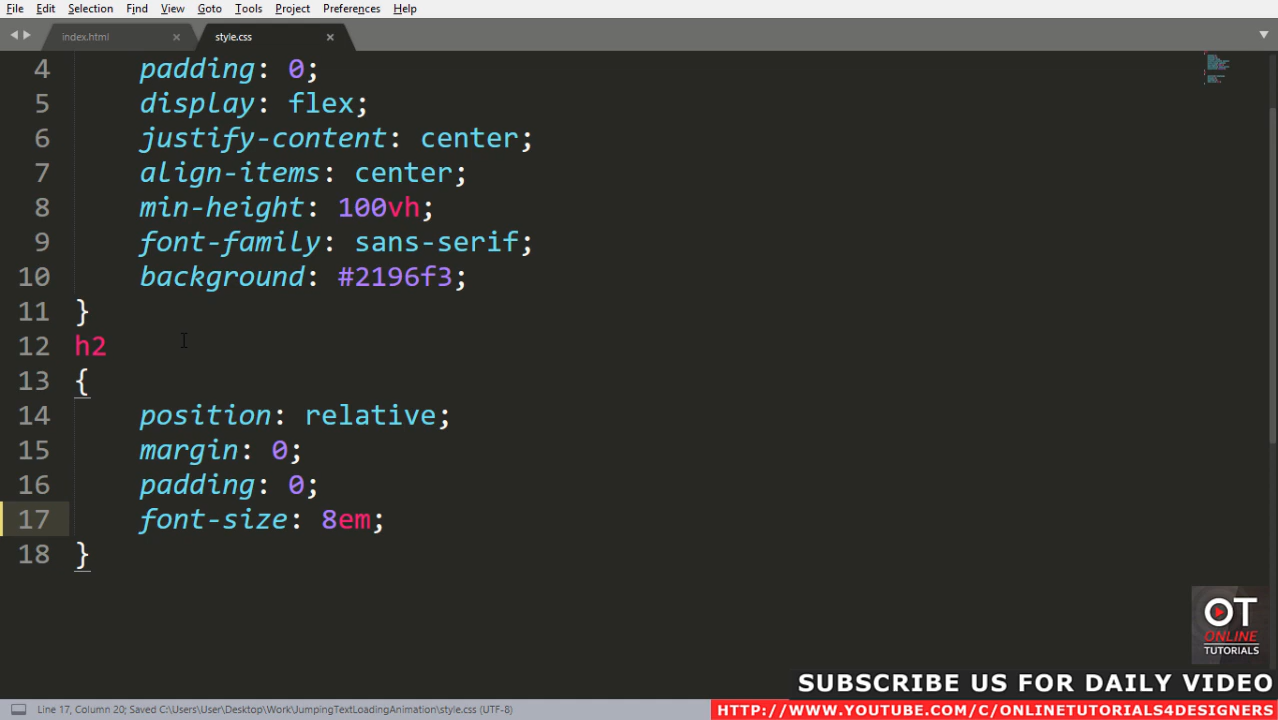 File Edit Selection Find View Goto Tools Project Preferences Help
index.html × style.css ×
4 padding: 0;
5 display: flex;
6 justify-content: center;
7 align-items: center;
8 min-height: 100vh;
9 font-family: sans-serif;
10 background: #2196f3;
11 }
12 h2
13 {
14 position: relative;
15 margin: 0;
16 padding: 0;
17 font-size: 8em;
18 }
OT
ONLINE
TUTORIALS
SUBSCRIBE US FOR DAILY VIDEO
Line 17, Column 20; Saved C:\Users\User\Desktop\Work\JumpingTextLoadingAnimation\style.css (UTF-8)
HTTP://WWW.YOUTUBE.COM/C/ONLINETUTORIALS4DESIGNERS